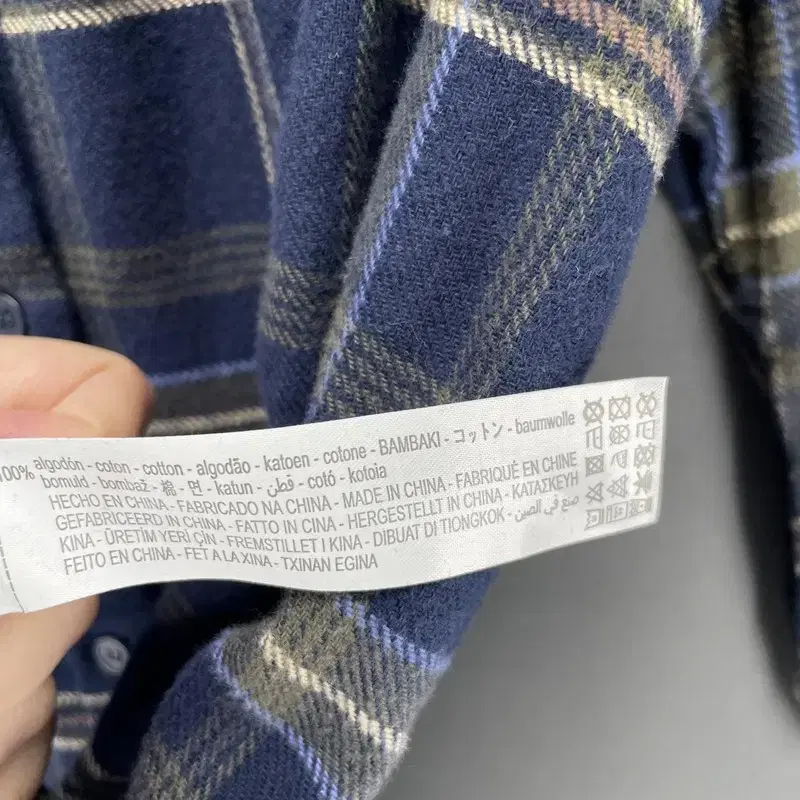 100% algodón - coton - cotton - algodão - katoen - cotone - BAMBAKI - コットン - baumwolle
bomuld - bombaž - 棉 - 면 - katun - قطن - cotó - kotoia
HECHO EN CHINA - FABRICADO NA CHINA - MADE IN CHINA - FABRIQUÉ EN CHINE
GEFABRICEERD IN CHINA - FATTO IN CINA - HERGESTELLT IN CHINA - ΚΑΤΑΣΚΕΥΗ
KINA - ÜRETİM YERİ ÇİN - FREMSTILLET I KINA - DIBUAT DI TIONGKOK - صنع في الصين
FEITO EN CHINA - FET A LA XINA - TXINAN EGINA